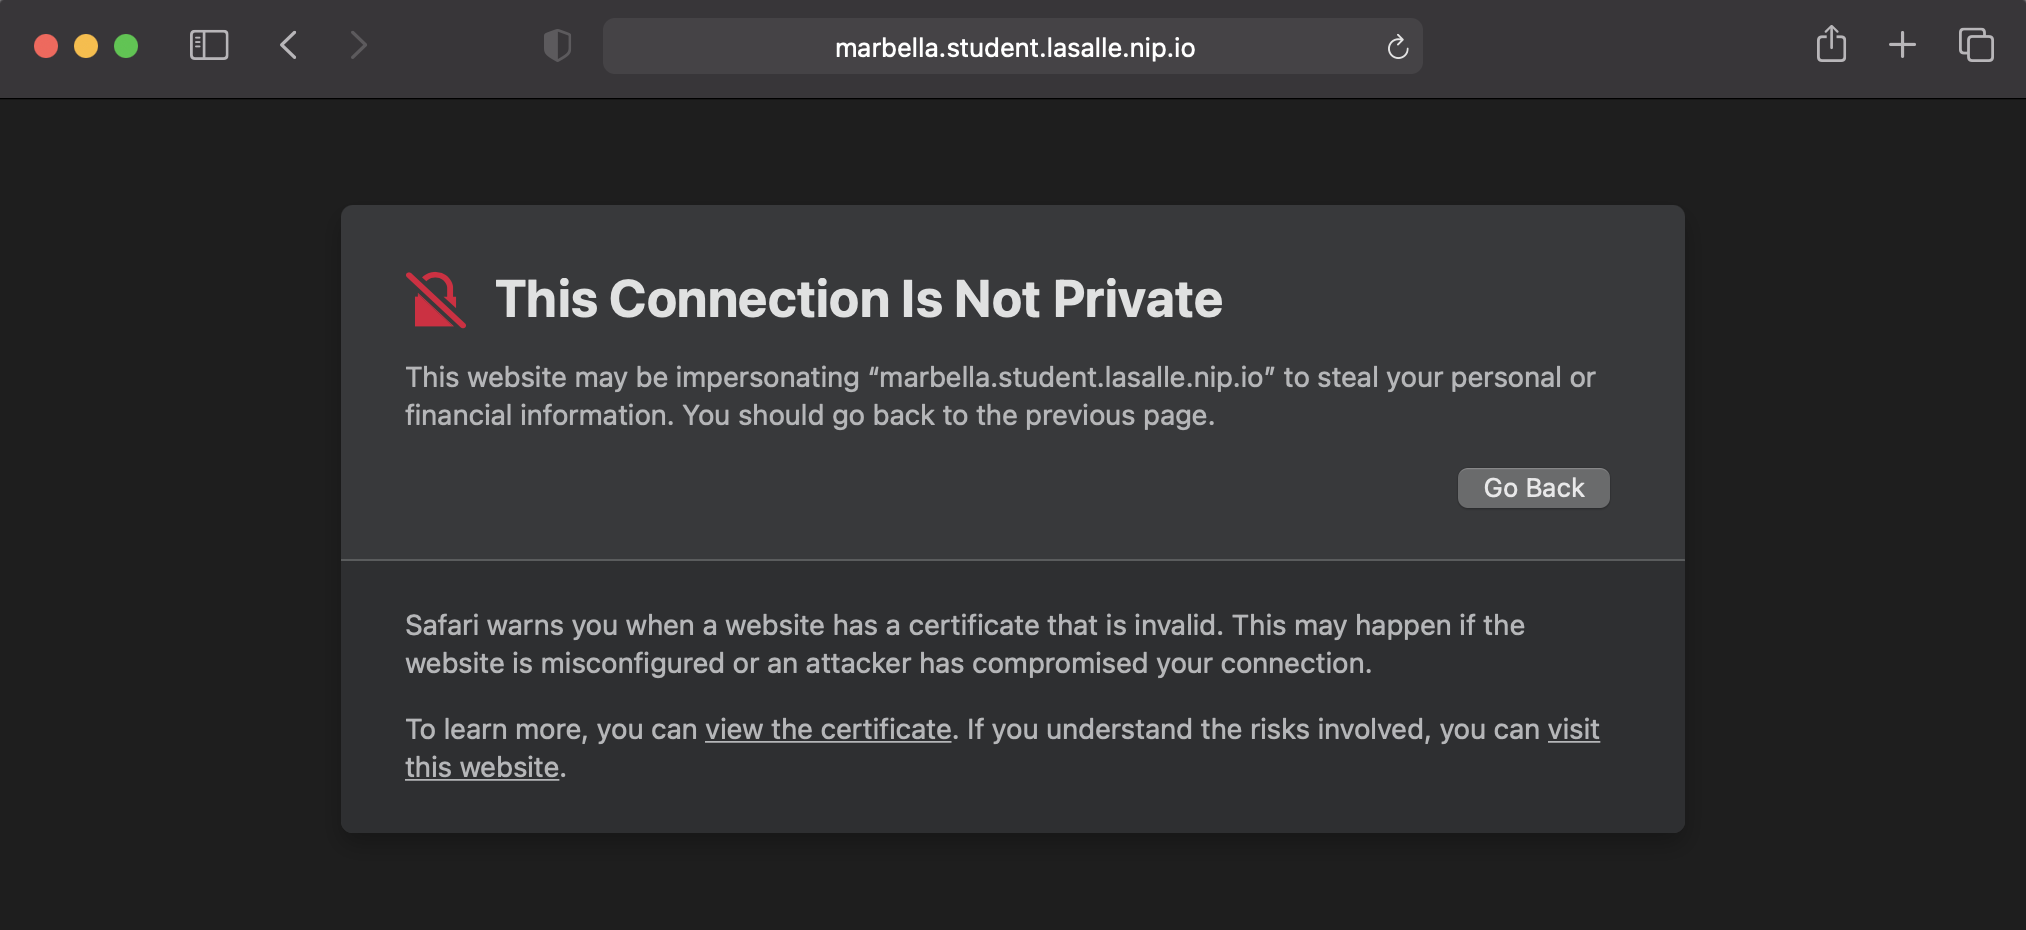 marbella.student.lasalle.nip.io
This Connection Is Not Private
This website may be impersonating “marbella.student.lasalle.nip.io” to steal your personal or
financial information. You should go back to the previous page.
Go Back
Safari warns you when a website has a certificate that is invalid. This may happen if the
website is misconfigured or an attacker has compromised your connection.
To learn more, you can view the certificate. If you understand the risks involved, you can visit
this website.